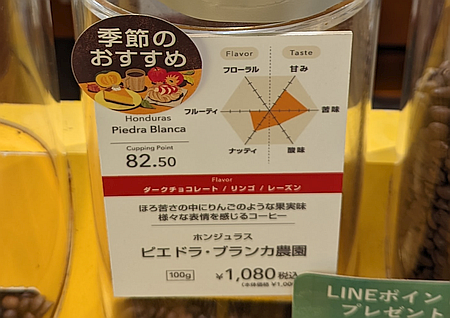 季節の
おすすめ
Honduras
Piedra Blanca
Cupping Point
82.50
Flavor
Taste
フローラル
甘み
フルーティ
苦味
ナッティ
酸味
Flavor
ダークチョコレート / リンゴ / レーズン
ほろ苦さの中にりんごのような果実味
様々な表情を感じるコーヒー
ホンジュラス
ピエドラ・ブランカ農園
100g
¥1,080税込
LINEポイン
プレゼント